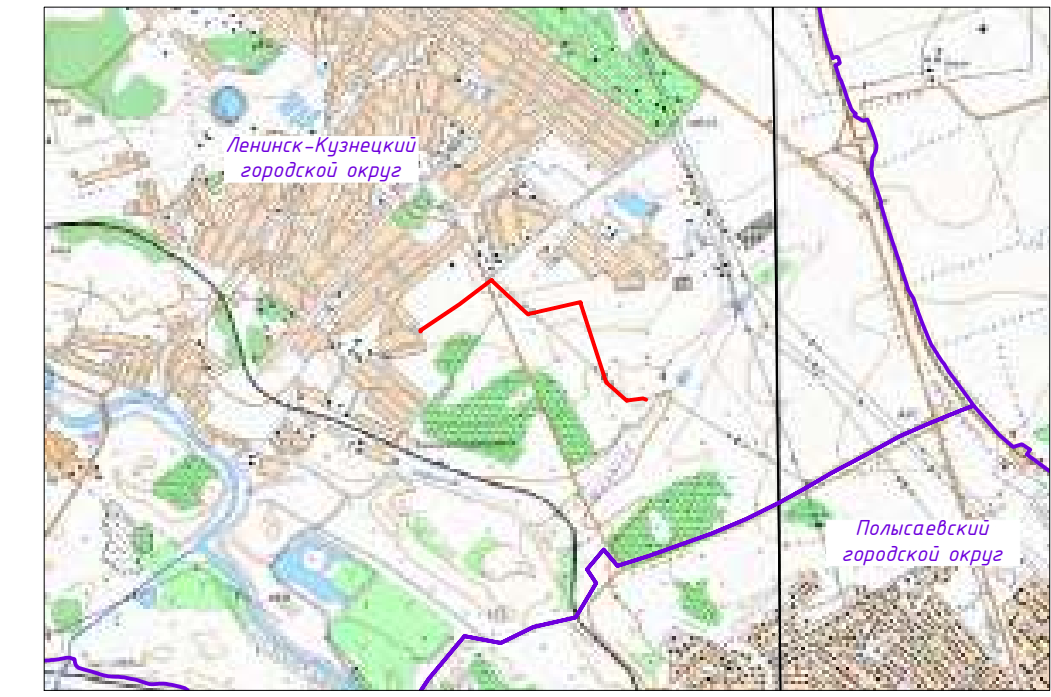 Ленинск-Кузнецкий
городской округ
Полысаевский
городской округ